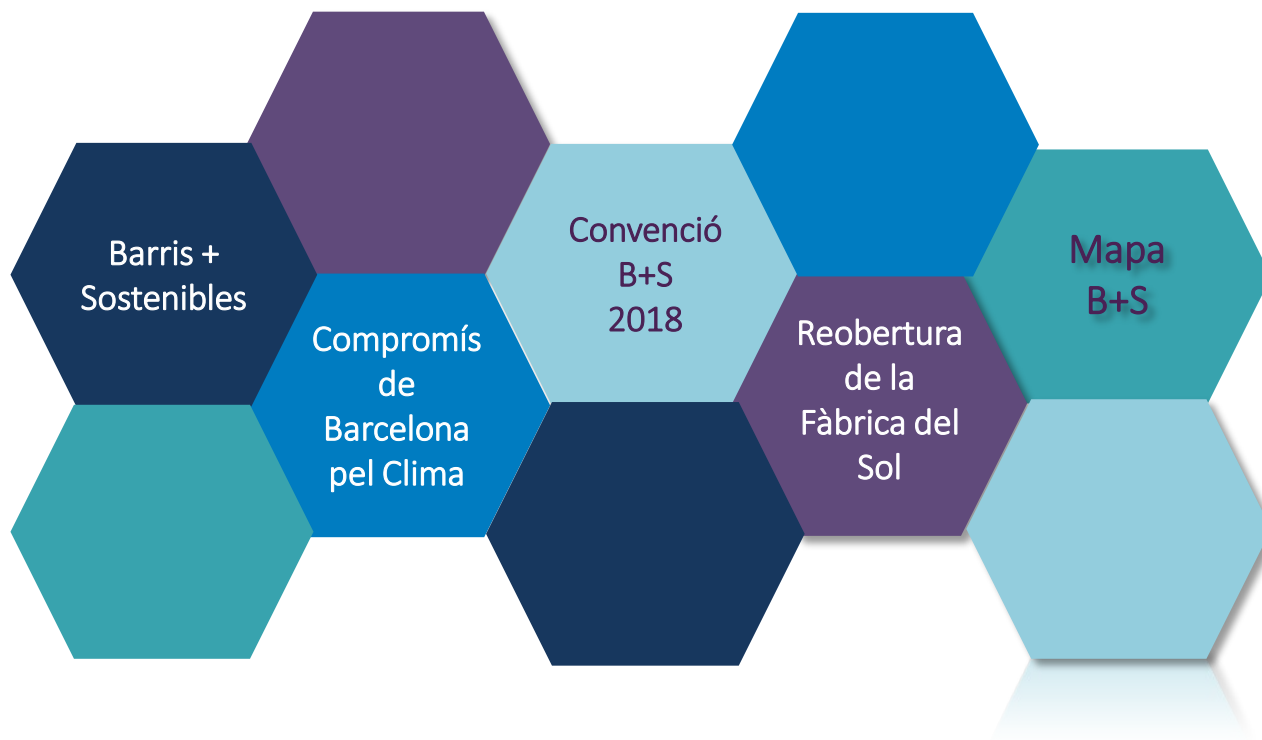 Barris +
Sostenibles
Compromís
de
Barcelona
pel Clima
Convenció
B+S
2018
Reobertura
de la
Fàbrica del
Sol
Mapa
B+S